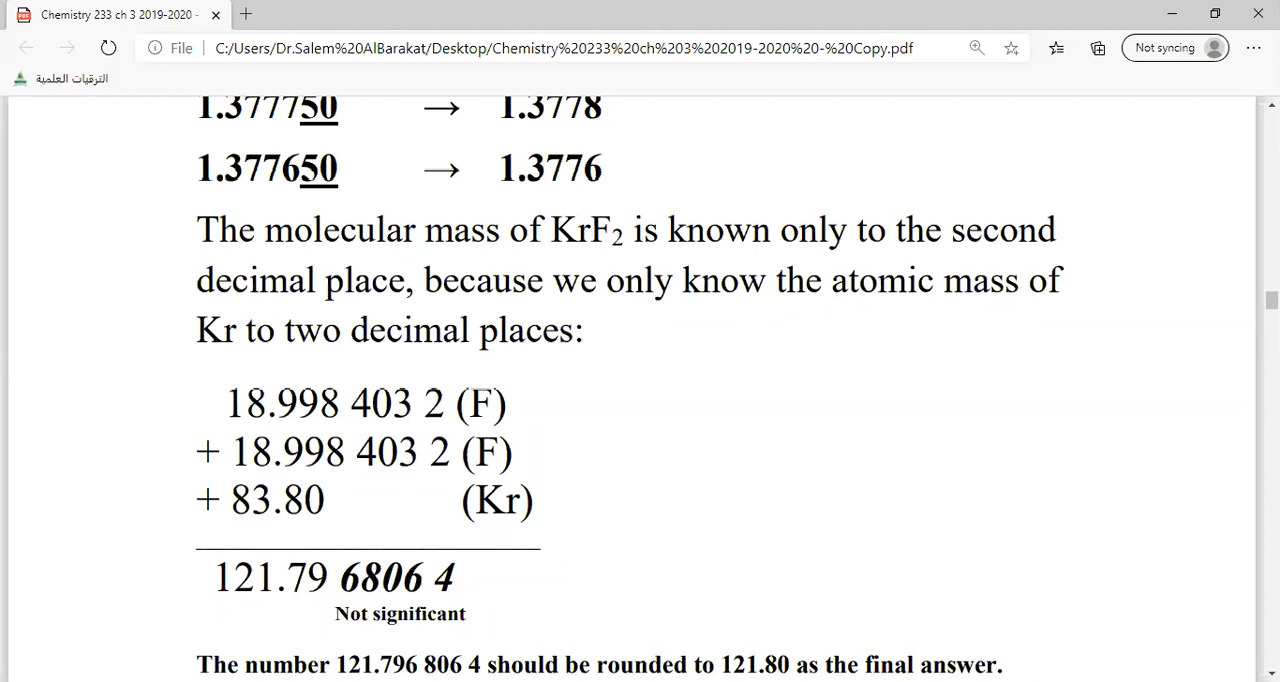 Chemistry 233 ch 3 2019-2020 -
File C:/Users/Dr.Salem%20AlBarakat/Desktop/Chemistry%20233%20ch%203%202019-2020%20-%20Copy.pdf Not syncing
الترقيات العلمية
1.377750 → 1.3778
1.377650 → 1.3776
The molecular mass of KrF₂ is known only to the second
decimal place, because we only know the atomic mass of
Kr to two decimal places:
18.998 403 2 (F)
+ 18.998 403 2 (F)
+ 83.80 (Kr)
121.79 6806 4
Not significant
The number 121.796 806 4 should be rounded to 121.80 as the final answer.